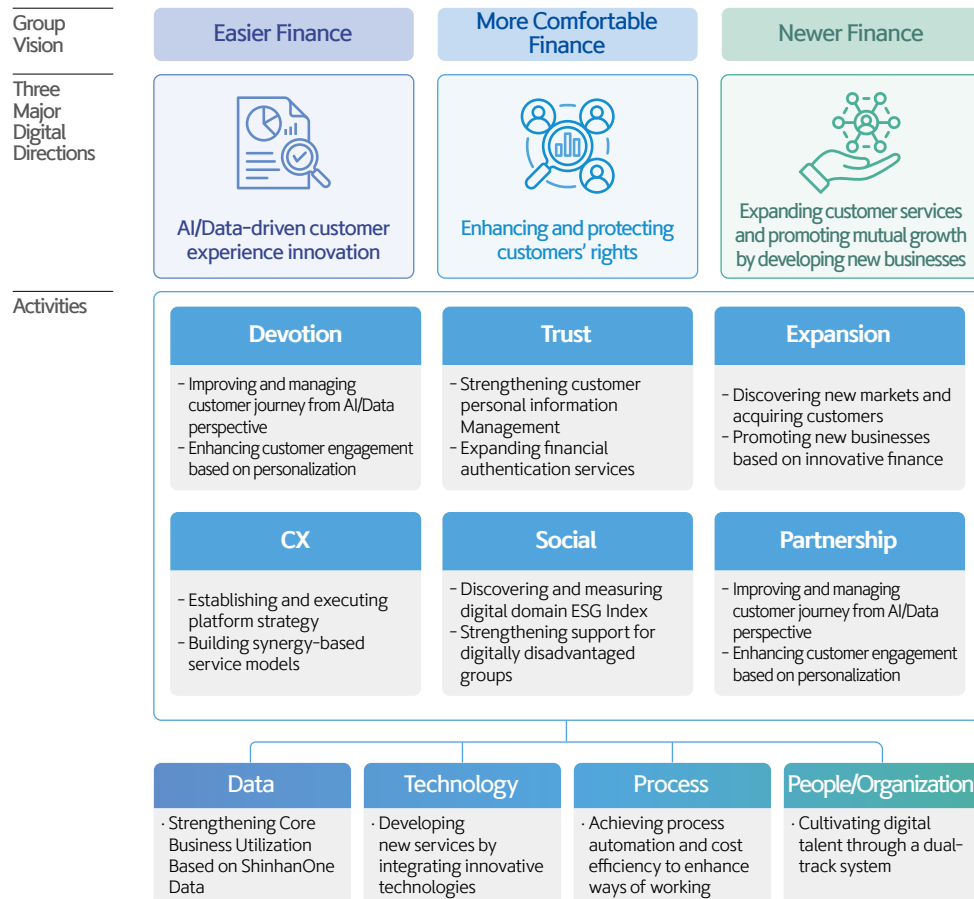 Group
Vision
Easier Finance
More Comfortable
Finance
Newer Finance
Three
Major
Digital
Directions
AI/Data-driven customer
experience innovation
Enhancing and protecting
customers' rights
Expanding customer services
and promoting mutual growth
by developing new businesses
Activities
Devotion
- Improving and managing
customer journey from AI/Data
perspective
- Enhancing customer engagement
based on personalization
Trust
- Strengthening customer
personal information
Management
- Expanding financial
authentication services
Expansion
- Discovering new markets and
acquiring customers
- Promoting new businesses
based on innovative finance
CX
- Establishing and executing
platform strategy
- Building synergy-based
service models
Social
- Discovering and measuring
digital domain ESG Index
- Strengthening support for
digitally disadvantaged
groups
Partnership
- Improving and managing
customer journey from AI/Data
perspective
- Enhancing customer engagement
based on personalization
Data
· Strengthening Core
Business Utilization
Based on ShinhanOne
Data
Technology
· Developing
new services by
integrating innovative
technologies
Process
· Achieving process
automation and cost
efficiency to enhance
ways of working
People/Organization
· Cultivating digital
talent through a dual-
track system